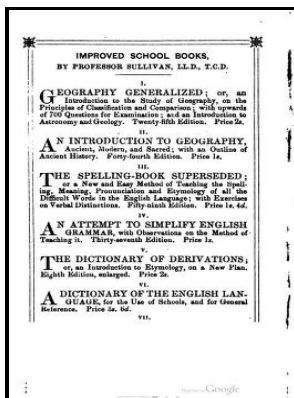 IMPROVED SCHOOL BOOKS,
BY PROFESSOR SULLIVAN, LL.D., T.C.D.
I.
GEOGRAPHY GENERALIZED; or, an
Introduction to the Study of Geography, on the
Principles of Classification and Comparison; with upwards
of 700 Questions for Examination; and an Introduction to
Astronomy and Geology. Twenty-fifth Edition. Price 2s.
II.
AN INTRODUCTION TO GEOGRAPHY,
Ancient, Modern, and Sacred; with an Outline of
Ancient History. Forty-fourth Edition. Price 1s.
III.
THE SPELLING-BOOK SUPERSEDED;
or a New and Easy Method of Teaching the Spell-
ing, Meaning, Pronunciation and Etymology of all the
Difficult Words in the English Language; with Exercises
on Verbal Distinctions. Fifty-ninth Edition. Price 1s. 4d.
IV.
AN ATTEMPT TO SIMPLIFY ENGLISH
GRAMMAR, with Observations on the Method of
Teaching it. Thirty-seventh Edition. Price 1s.
V.
THE DICTIONARY OF DERIVATIONS;
or, an Introduction to Etymology, on a New Plan.
Eighth Edition, enlarged. Price 2s.
VI.
A DICTIONARY OF THE ENGLISH LAN-
GUAGE, for the Use of Schools, and for General
Reference. Price 3s. 6d.
VII.
Google